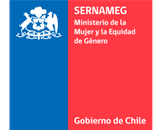 SERNAMEG
Ministerio de la
Mujer y la Equidad
de Género
Gobierno de Chile